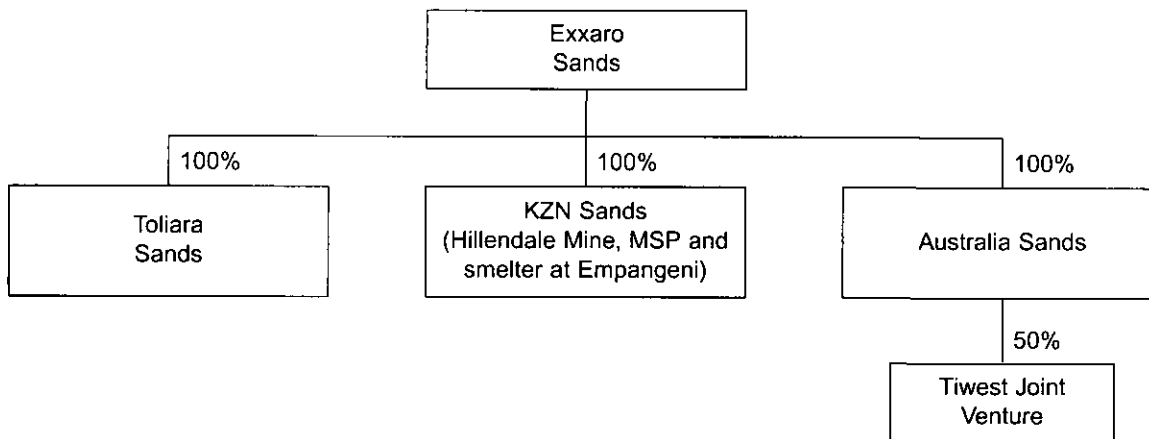 Exxaro
Sands
100%
100%
100%
Toliara
Sands
KZN Sands
(Hillendale Mine, MSP and
smelter at Empangeni)
Australia Sands
50%
Tiwest Joint
Venture